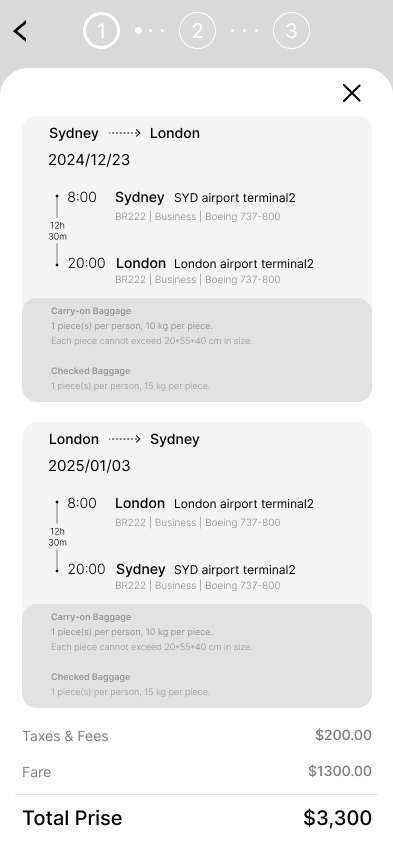 1 2 3
Sydney London
2024/12/23
8:00 Sydney SYD airport terminal2
BR222 | Business | Boeing 737-800
12h
30m
20:00 London London airport terminal2
BR222 | Business | Boeing 737-800
Carry-on Baggage
1 piece(s) per person, 10 kg per piece.
Each piece cannot exceed 20*55*40 cm in size.
Checked Baggage
1 piece(s) per person, 15 kg per piece.
London Sydney
2025/01/03
8:00 London London airport terminal2
BR222 | Business | Boeing 737-800
12h
30m
20:00 Sydney SYD airport terminal2
BR222 | Business | Boeing 737-800
Carry-on Baggage
1 piece(s) per person, 10 kg per piece.
Each piece cannot exceed 20*55*40 cm in size.
Checked Baggage
1 piece(s) per person, 15 kg per piece.
Taxes & Fees $200.00
Fare $1300.00
Total Prise $3,300